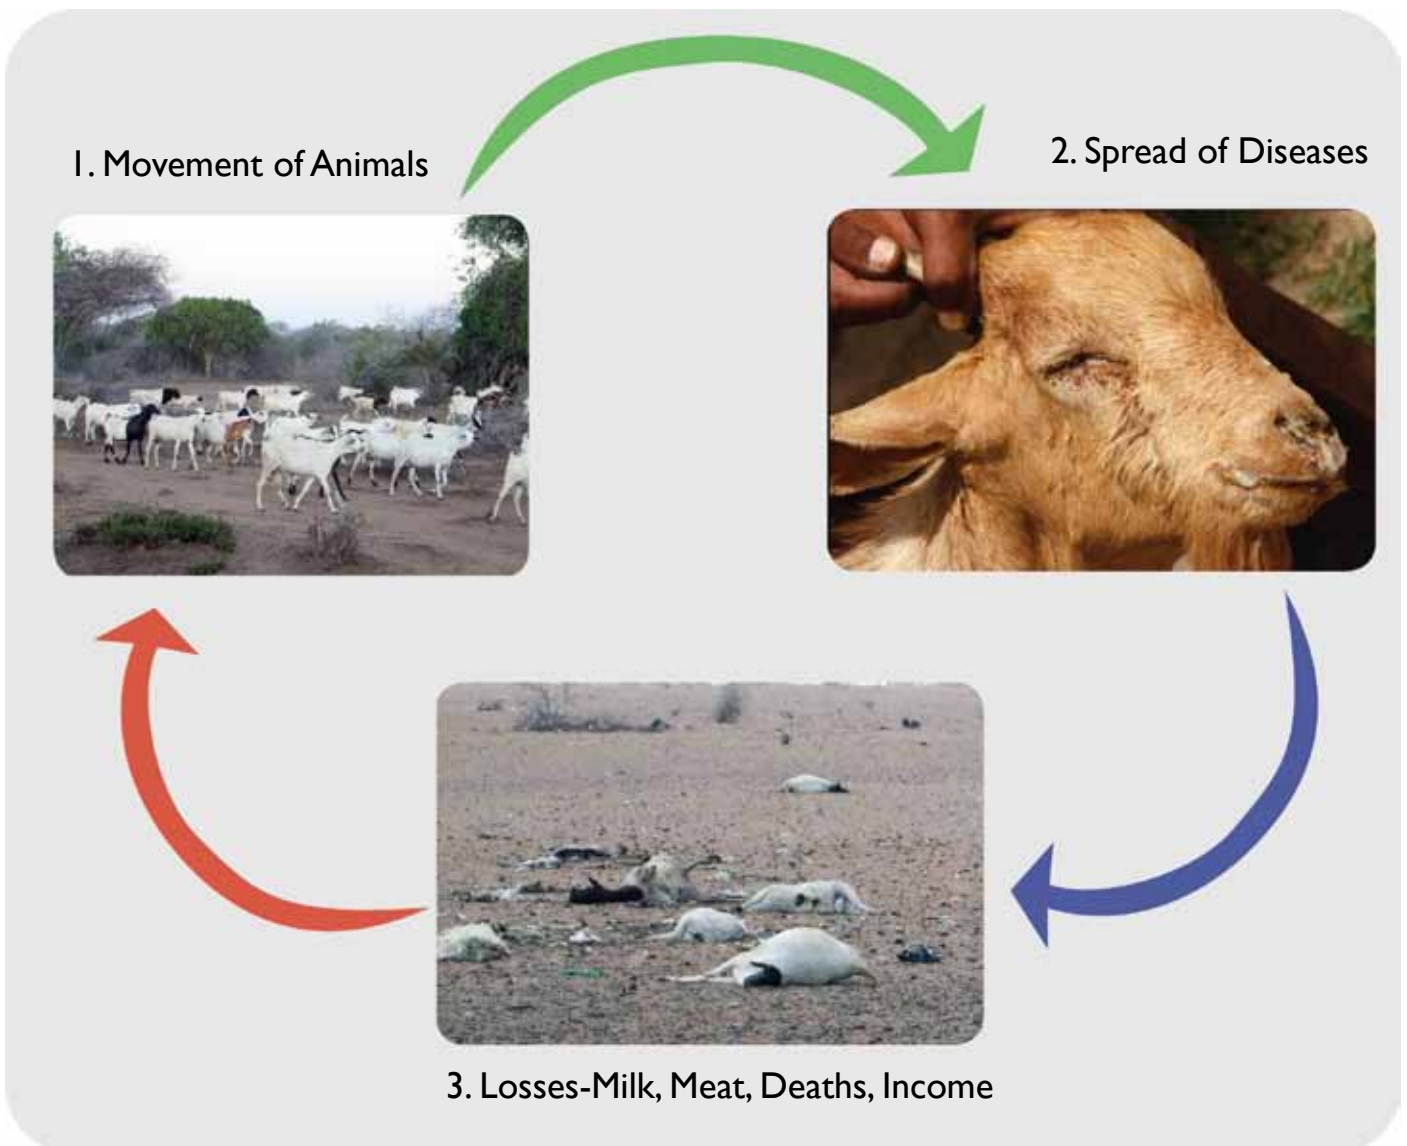 1. Movement of Animals
2. Spread of Diseases
3. Losses-Milk, Meat, Deaths, Income